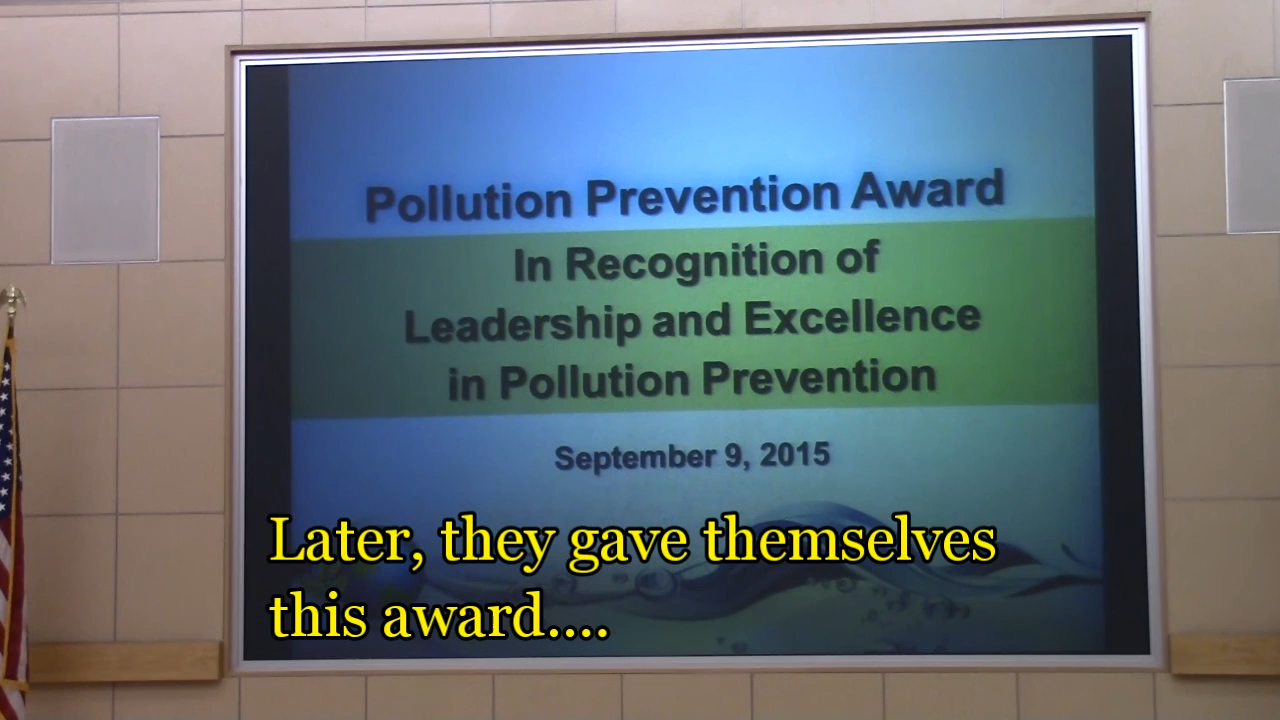 Pollution Prevention Award
In Recognition of
Leadership and Excellence
in Pollution Prevention
September 9, 2015
Later, they gave themselves
this award....